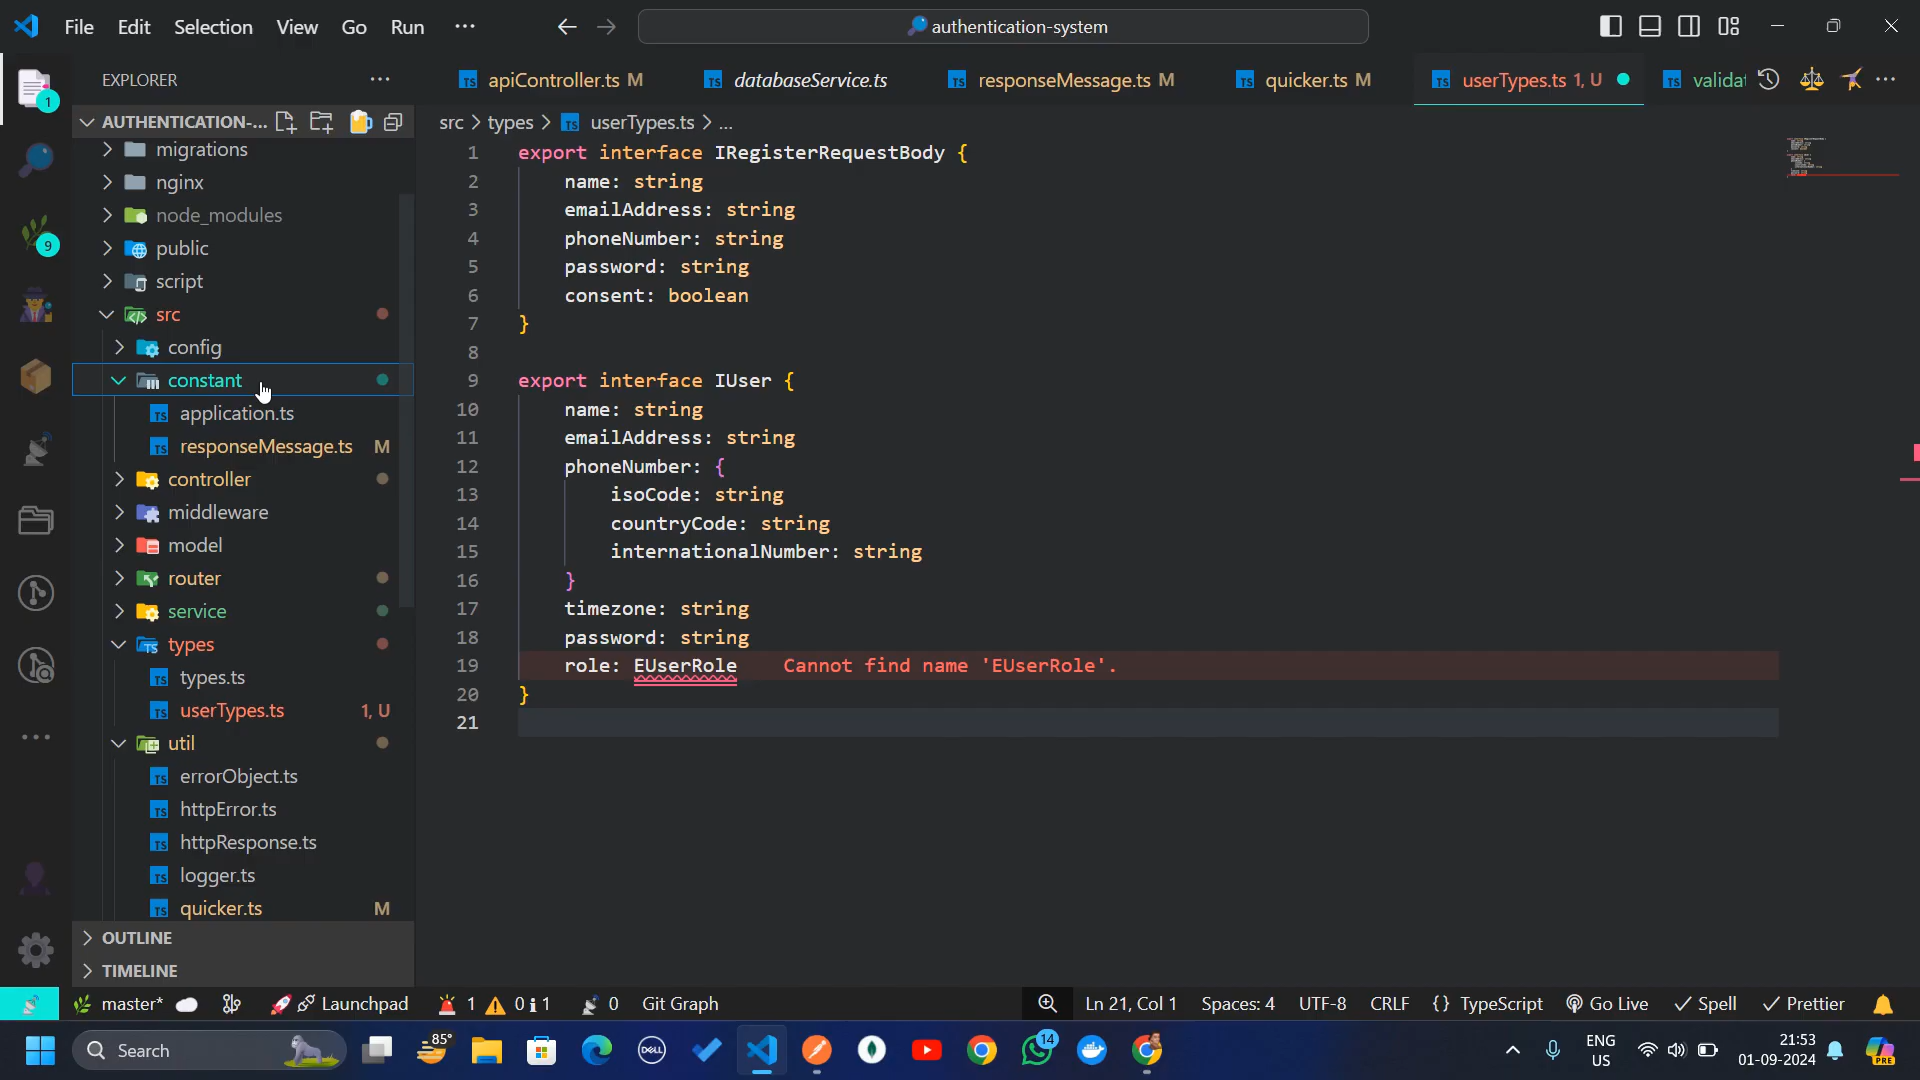 File Edit Selection View Go Run ...
authentication-system
EXPLORER
apiController.ts M
databaseService.ts
responseMessage.ts M
quicker.ts M
userTypes.ts 1, U
validat
AUTHENTICATION-...
src > types > userTypes.ts > ...
migrations
nginx
node_modules
public
script
src
config
constant
application.ts
responseMessage.ts M
controller
middleware
model
router
service
types
types.ts
userTypes.ts 1, U
util
errorObject.ts
httpError.ts
httpResponse.ts
logger.ts
quicker.ts M
OUTLINE
TIMELINE
1
9
1 export interface IRegisterRequestBody {
2 name: string
3 emailAddress: string
4 phoneNumber: string
5 password: string
6 consent: boolean
7 }
8
9 export interface IUser {
10 name: string
11 emailAddress: string
12 phoneNumber: {
13 isoCode: string
14 countryCode: string
15 internationalNumber: string
16 }
17 timezone: string
18 password: string
19 role: EUserRole Cannot find name 'EUserRole'.
20 }
21
master* Launchpad 1 0 1 0 Git Graph Ln 21, Col 1 Spaces: 4 UTF-8 CRLF {} TypeScript Go Live Spell Prettier
Search
85°
DELL
14
ENG
US
21:53
01-09-2024
PRE